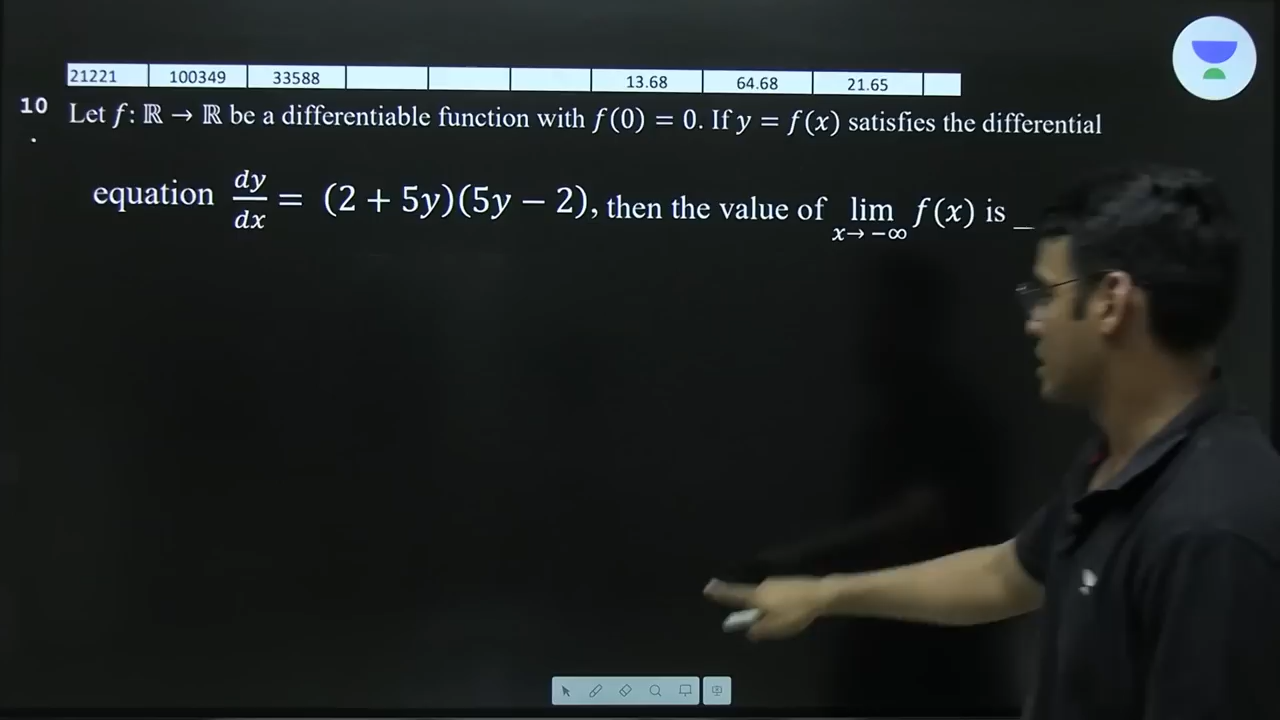 21221 100349 33588 13.68 64.68 21.65
10 Let f: ℝ → ℝ be a differentiable function with f(0) = 0. If y = f(x) satisfies the differential
. equation dy/dx = (2 + 5y)(5y − 2), then the value of lim x→ −∞ f(x) is _